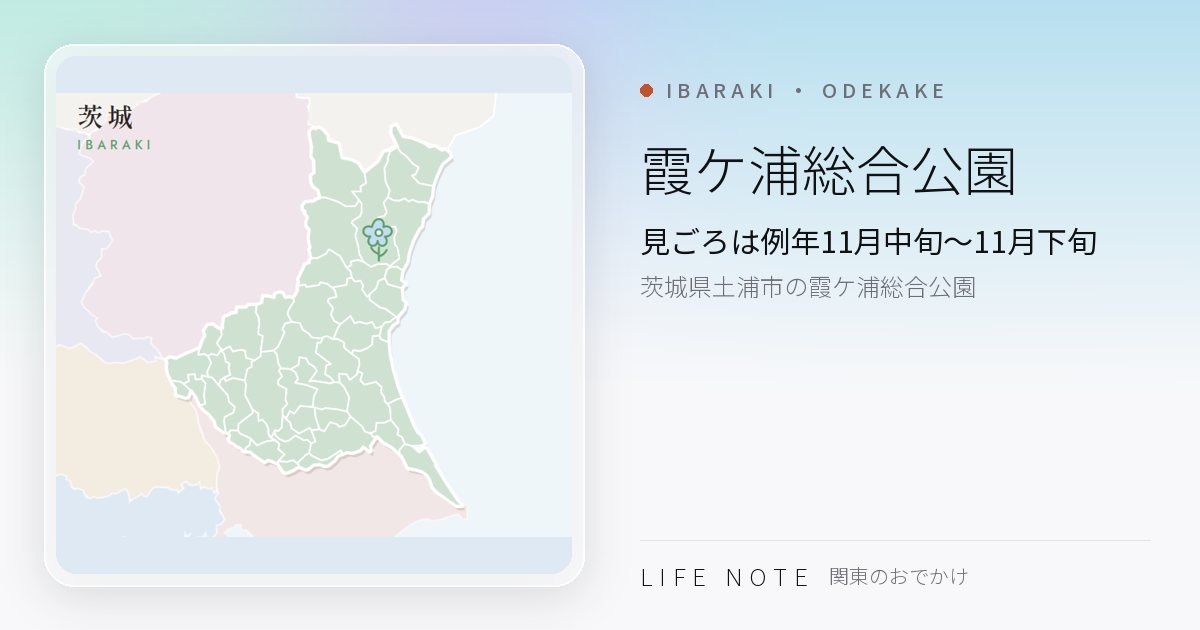 茨城
IBARAKI
IBARAKI・ODEKAKE
霞ケ浦総合公園
見ごろは例年11月中旬〜11月下旬
茨城県土浦市の霞ケ浦総合公園
LIFE NOTE 関東のおでかけ